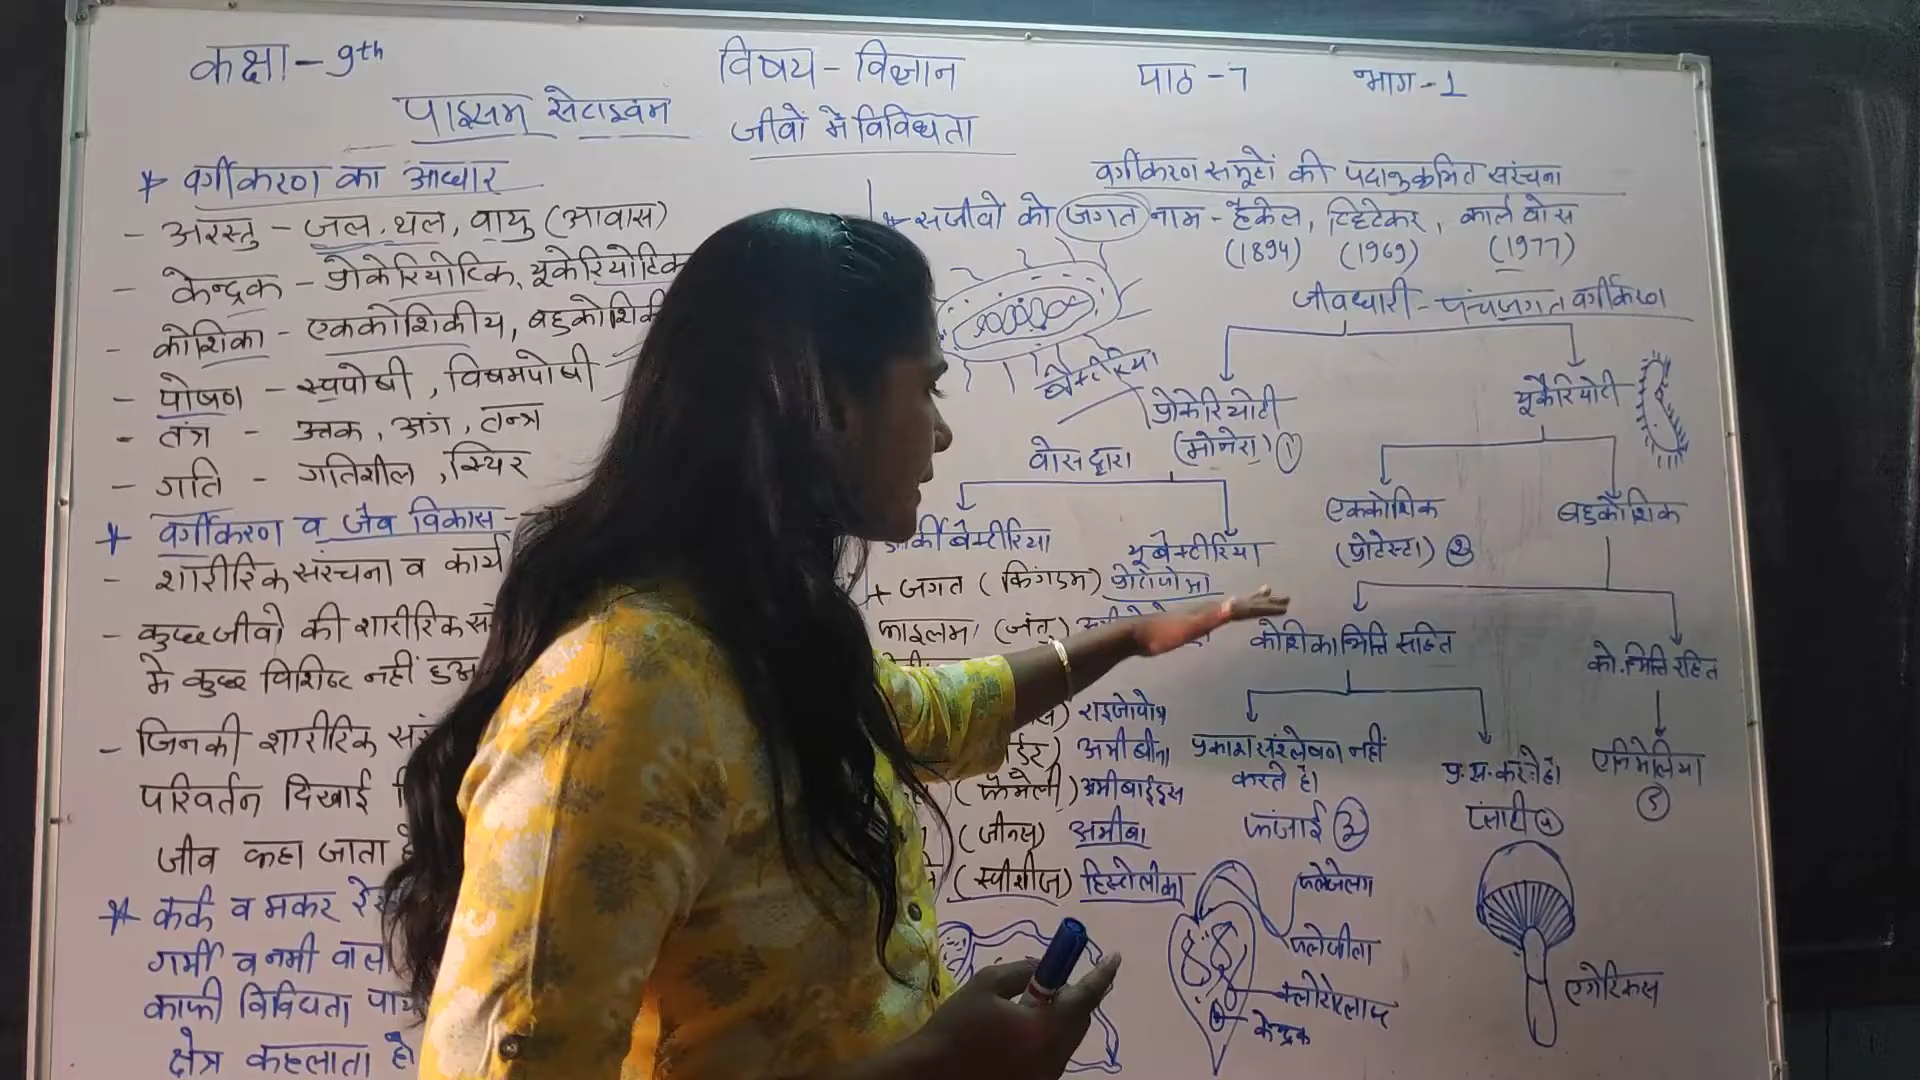 कक्षा - 9th
विषय - विज्ञान
पाठ - 7
भाग - 1
जीवों में विविधता
* वर्गीकरण का आधार
- अरस्तु - जल, थल, वायु (आवास)
- केन्द्रक - प्रोकेरियोटिक, यूकेरियोटिक
- कोशिका - एककोशिकीय, बहुकोशिकी
- पोषण - स्वपोषी, विषमपोषी
- तंत्र - ऊतक, अंग, तन्त्र
- गति - गतिशील, स्थिर
* वर्गीकरण व जैव विकास -
- शारीरिक संरचना व कार्य
- कुछ जीवो की शारीरिक
मे कुछ विशिष्ट नहीं हुआ
- जिनकी शारीरिक
परिवर्तन दिखाई
जीव कहा जाता
* कर्क व मकर
गर्मी व नमी वाला
काफी विविधता
क्षेत्र कहलाता हो
वर्गीकरण समूहों की पदानुक्रमित संरचना
* सजीवो को जगत नाम - हैकेल, व्हिटेकर, कार्ल वोस
(1894) (1969) (1977)
जीवधारी - पंचजगत वर्गीकरण
बैक्टीरिया
प्रोकेरियोटी
(मोनेरा) 1
यूकैरियोटी
वोस द्वारा
आर्की बैक्टीरिया
यूबैक्टीरिया
एककोशिक
(प्रोटिस्टा) 2
बहुकोशिक
* जगत (किंगडम) प्रोटोजोआ
फाइलम (जंतु)
राइजोपोडा
अमीबीना
(फैमेली) अमीबाईड्स
(जीनस) अमीबा
(स्पीशीज) हिस्टोलीका
कोशिका भित्ति सहित
को. भित्ति रहित
प्रकाश संश्लेषण नहीं
करते है।
फंजाई 3
प्र. सं. करते है।
प्लांटी 4
एनिमेलिया
5
फ्लेजेलम
क्लोरोप्लास्ट
केन्द्रक
एगेरिकस